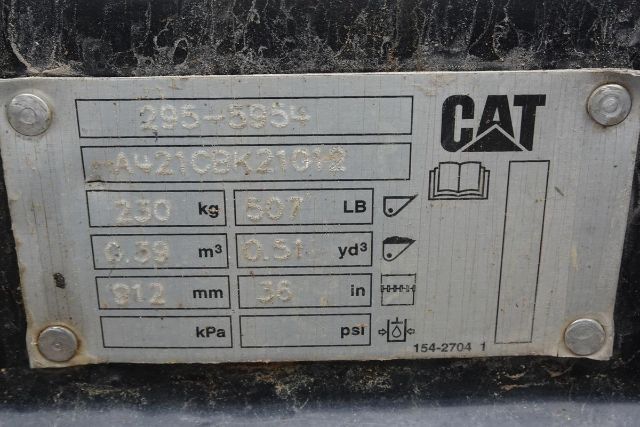 295-5954
CAT
A421CBK21012
230 kg 507 LB
0.39 m³ 0.51 yd³
912 mm 36 in
kPa psi
154-2704 1